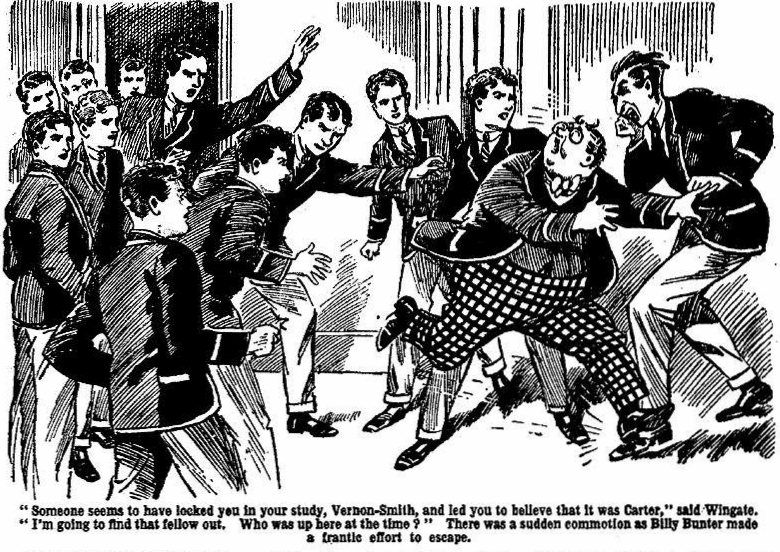 " Someone seems to have locked you in your study, Vernon-Smith, and led you to believe that it was Carter," said Wingate.
" I'm going to find that fellow out. Who was up here at the time ? " There was a sudden commotion as Billy Bunter made
a frantic effort to escape.